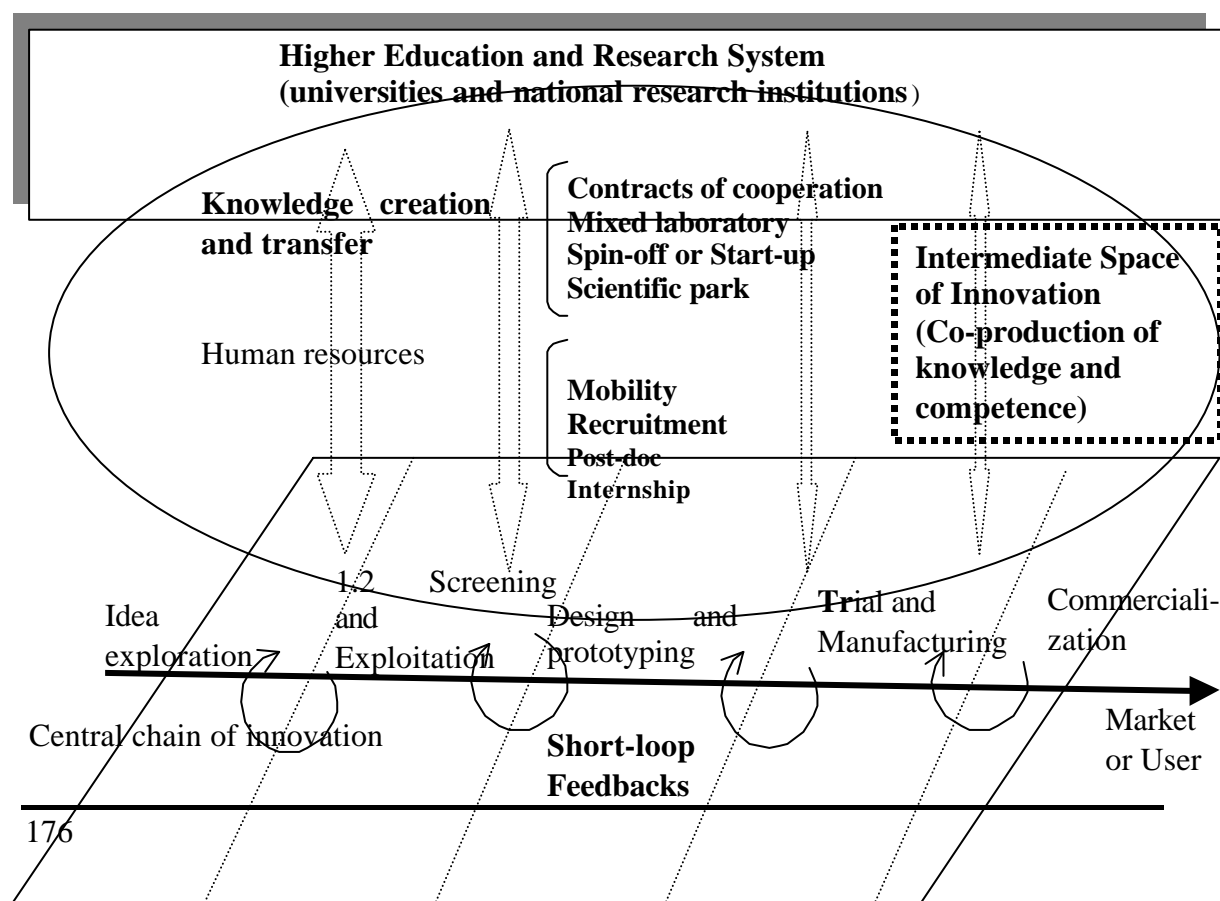 Higher Education and Research System
(universities and national research institutions)
Knowledge creation
and transfer
Contracts of cooperation
Mixed laboratory
Spin-off or Start-up
Scientific park
Intermediate Space
of Innovation
(Co-production of
knowledge and
competence)
Human resources
Mobility
Recruitment
Post-doc
Internship
Idea
exploration
1.2 Screening
and
Exploitation
Design and
prototyping
Trial and
Manufacturing
Commerciali-
zation
Central chain of innovation
Short-loop
Feedbacks
Market
or User
176